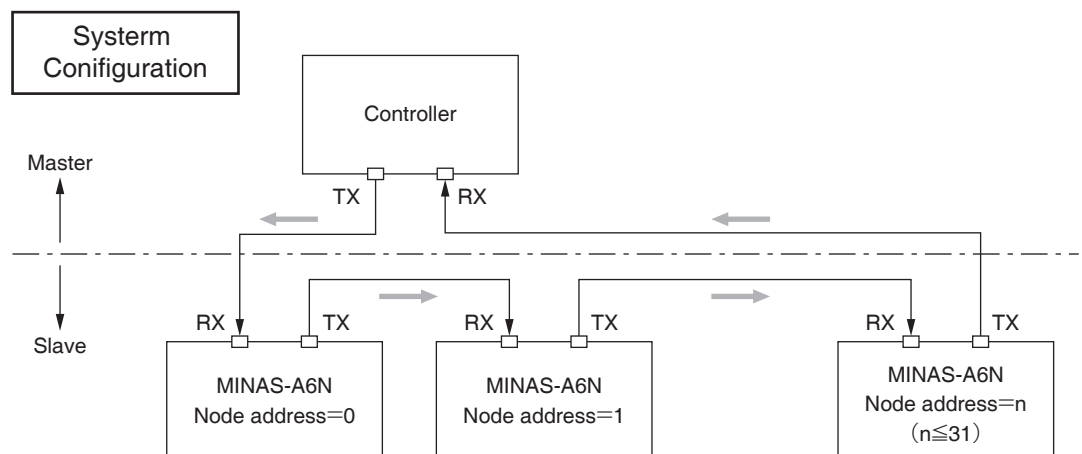 Systerm
Conifiguration
Controller
Master
TX
RX
Slave
RX
TX
RX
TX
RX
TX
MINAS-A6N
Node address=0
MINAS-A6N
Node address=1
MINAS-A6N
Node address=n
(n≦31)